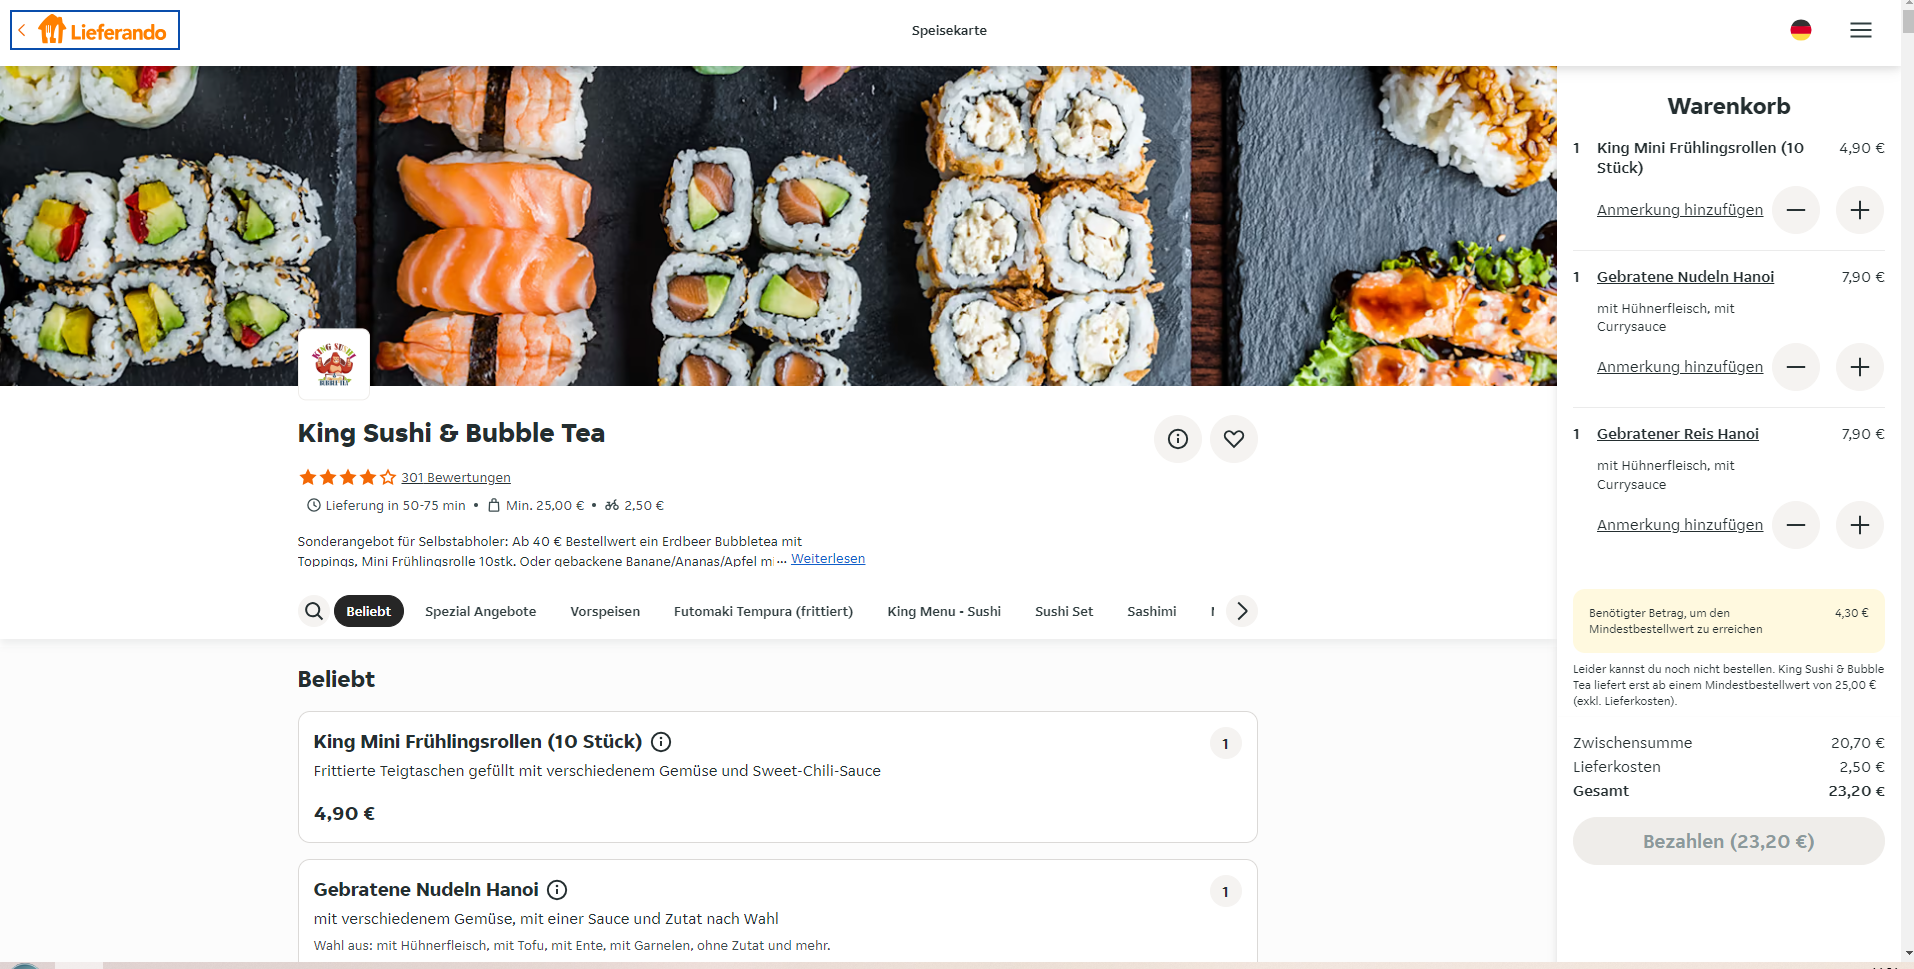 Lieferando
Speisekarte
KING SUSHI
BUBBLE TEA
King Sushi & Bubble Tea
301 Bewertungen
Lieferung in 50-75 min • Min. 25,00 € • 2,50 €
Sonderangebot für Selbstabholer: Ab 40 € Bestellwert ein Erdbeer Bubbletea mit
Toppings, Mini Frühlingsrolle 10stk. Oder gebackene Banane/Ananas/Apfel mi ... Weiterlesen
Beliebt Spezial Angebote Vorspeisen Futomaki Tempura (frittiert) King Menu - Sushi Sushi Set Sashimi
Beliebt
King Mini Frühlingsrollen (10 Stück) 1
Frittierte Teigtaschen gefüllt mit verschiedenem Gemüse und Sweet-Chili-Sauce
4,90 €
Gebratene Nudeln Hanoi 1
mit verschiedenem Gemüse, mit einer Sauce und Zutat nach Wahl
Wahl aus: mit Hühnerfleisch, mit Tofu, mit Ente, mit Garnelen, ohne Zutat und mehr.
Warenkorb
1 King Mini Frühlingsrollen (10 4,90 €
Stück)
Anmerkung hinzufügen
1 Gebratene Nudeln Hanoi 7,90 €
mit Hühnerfleisch, mit
Currysauce
Anmerkung hinzufügen
1 Gebratener Reis Hanoi 7,90 €
mit Hühnerfleisch, mit
Currysauce
Anmerkung hinzufügen
Benötigter Betrag, um den 4,30 €
Mindestbestellwert zu erreichen
Leider kannst du noch nicht bestellen. King Sushi & Bubble
Tea liefert erst ab einem Mindestbestellwert von 25,00 €
(exkl. Lieferkosten).
Zwischensumme 20,70 €
Lieferkosten 2,50 €
Gesamt 23,20 €
Bezahlen (23,20 €)